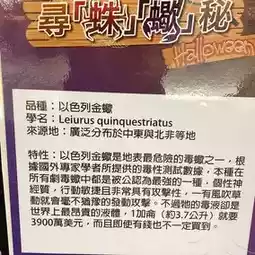 尋「蛛」「蠍」秘
Halloween
品種：以色列金蠍
學名：Leiurus quinquestriatus
來源地：廣泛分布於中東與北非等地
特性：以色列金蠍是地表最危險的毒蠍之一，根
據國外專家學者所提供的毒性測試數據，本種在
所有劇毒蠍中都是被公認為最強的一種，個性神
經質，行動敏捷且非常具有攻擊性，一有風吹草
動就會毫不猶豫的發動攻擊。不過牠的毒液卻是
世界上最昂貴的液體，1加侖（約3.7公升）就要
3900萬美元，而且即使有錢也不一定買到。